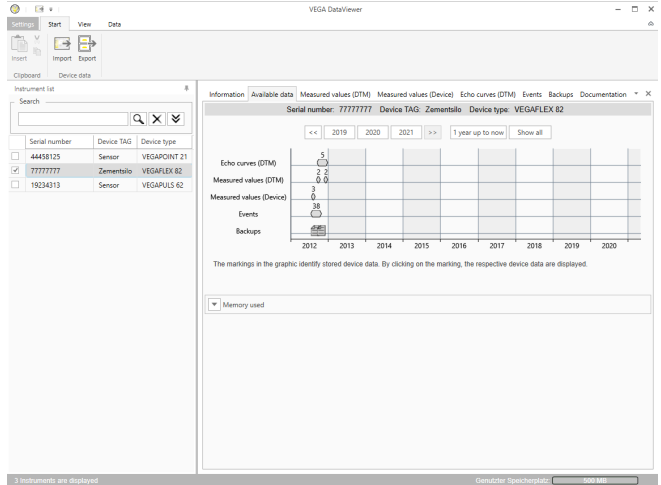 VEGA DataViewer
Settings Start View Data
Insert Import Export
Clipboard Device data
Instrument list
Search
Serial number Device TAG Device type
44458125 Sensor VEGAPOINT 21
77777777 Zementsilo VEGAFLEX 82
19234313 Sensor VEGAPULS 62
Information Available data Measured values (DTM) Measured values (Device) Echo curves (DTM) Events Backups Documentation
Serial number: 77777777 Device TAG: Zementsilo Device type: VEGAFLEX 82
<< 2019 2020 2021 >> 1 year up to now Show all
Echo curves (DTM) 5
Measured values (DTM) 2 2
Measured values (Device) 3
Events 38
Backups
2012 2013 2014 2015 2016 2017 2018 2019 2020
The markings in the graphic identify stored device data. By clicking on the marking, the respective device data are displayed.
Memory used
3 Instruments are displayed
Genutzter Speicherplatz: 500 MB